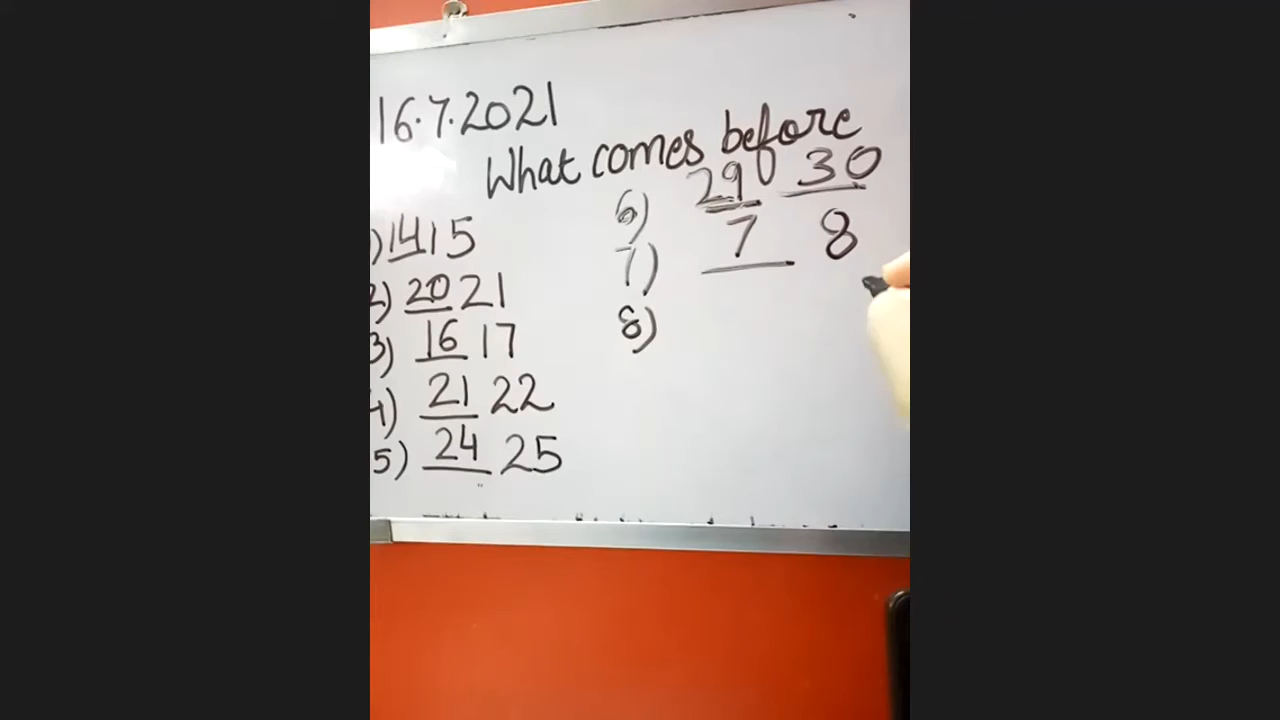 16.7.2021
What comes before
) 14 15
2) 20 21
3) 16 17
4) 21 22
5) 24 25
6) 29 30
7) 7 8
8)